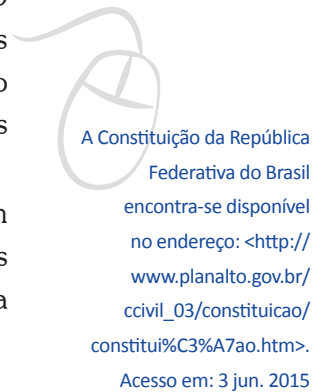 s
o
s
A Constituição da República
Federativa do Brasil
encontra-se disponível
no endereço: <http://
www.planalto.gov.br/
ccivil_03/constituicao/
constitui%C3%A7ao.htm>.
Acesso em: 3 jun. 2015
s
a